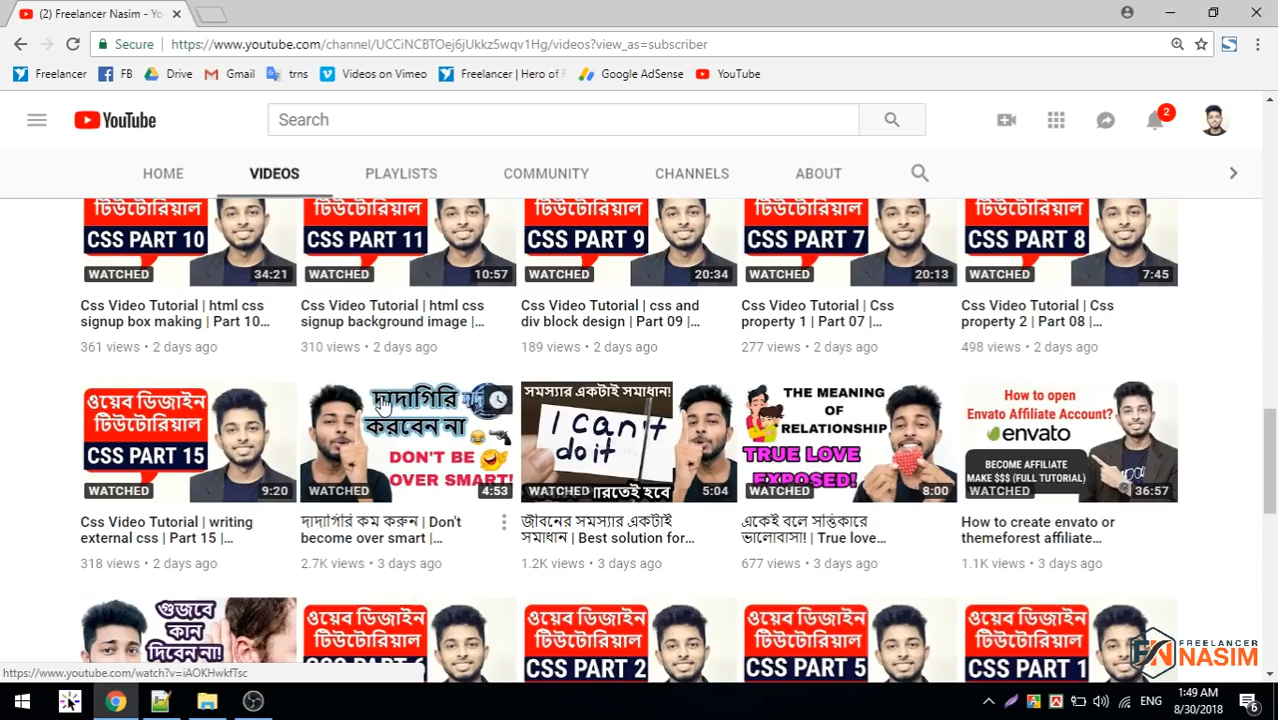 (2) Freelancer Nasim - Yo
Secure https://www.youtube.com/channel/UCCiNCBTOej6jUkkz5wqv1Hg/videos?view_as=subscriber
Freelancer FB Drive Gmail trns Videos on Vimeo Freelancer | Hero of F Google AdSense YouTube
YouTube Search 2
HOME VIDEOS PLAYLISTS COMMUNITY CHANNELS ABOUT
টিউটোরিয়াল টিউটোরিয়াল টিউটোরিয়াল টিউটোরিয়াল টিউটোরিয়াল
CSS PART 10 CSS PART 11 CSS PART 9 CSS PART 7 CSS PART 8
WATCHED 34:21 WATCHED 10:57 WATCHED 20:34 WATCHED 20:13 WATCHED 7:45
Css Video Tutorial | html css Css Video Tutorial | html css Css Video Tutorial | css and Css Video Tutorial | Css Css Video Tutorial | Css
signup box making | Part 10... signup background image |... div block design | Part 09 |... property 1 | Part 07 |... property 2 | Part 08 |...
361 views • 2 days ago 310 views • 2 days ago 189 views • 2 days ago 277 views • 2 days ago 498 views • 2 days ago
ওয়েব ডিজাইন
টিউটোরিয়াল
CSS PART 15
WATCHED 9:20
দাদাগিরি
করবেন না
DON'T BE
OVER SMART!
4:53
সমস্যার একটাই সমাধান!
I can't
do it
WATCHED পারতেই হবে 5:04
THE MEANING
OF
RELATIONSHIP
TRUE LOVE
EXPOSED!
WATCHED 8:00
How to open
Envato Affiliate Account?
envato
BECOME AFFILIATE
MAKE $$$ (FULL TUTORIAL)
WATCHED 36:57
Css Video Tutorial | writing দাদাগিরি কম করুন | Don't জীবনের সমস্যার একটাই একেই বলে সত্তিকারে How to create envato or
external css | Part 15 |... become over smart |... সমাধান | Best solution for... ভালোবাসা! | True love... themeforest affiliate...
318 views • 2 days ago 2.7K views • 3 days ago 1.2K views • 3 days ago 677 views • 3 days ago 1.1K views • 3 days ago
গুজবে
কান
দিবেন না!
ওয়েব ডিজাইন ওয়েব ডিজাইন ওয়েব ডিজাইন ওয়েব ডিজাইন
টিউটোরিয়াল টিউটোরিয়াল টিউটোরিয়াল টিউটোরিয়াল
CSS PART 6 CSS PART 2 CSS PART 5 CSS PART 1
FN FREELANCER
NASIM
https://www.youtube.com/watch?v=iAOKHwkfTsc
ENG 1:49 AM
8/30/2018 6